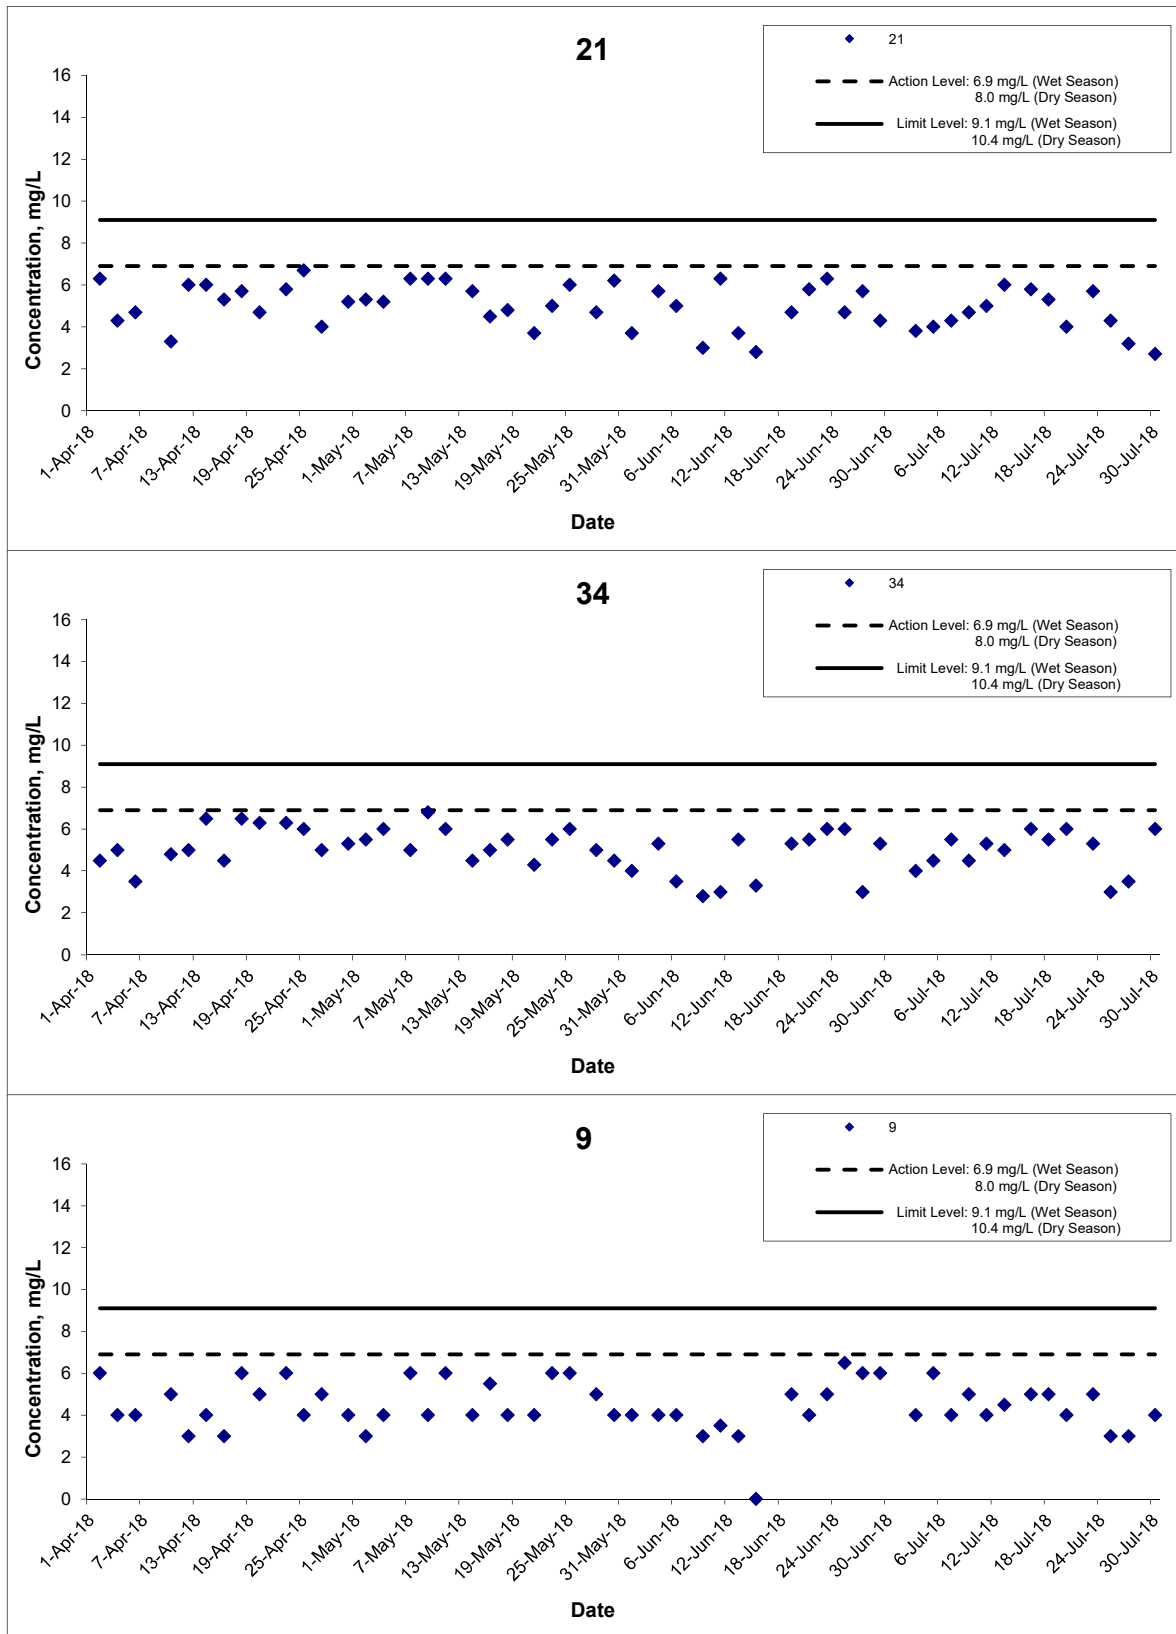 21
21
Action Level: 6.9 mg/L (Wet Season)
8.0 mg/L (Dry Season)
Limit Level: 9.1 mg/L (Wet Season)
10.4 mg/L (Dry Season)
Concentration, mg/L
16
14
12
10
8
6
4
2
0
1-Apr-18
7-Apr-18
13-Apr-18
19-Apr-18
25-Apr-18
1-May-18
7-May-18
13-May-18
19-May-18
25-May-18
31-May-18
6-Jun-18
12-Jun-18
18-Jun-18
24-Jun-18
30-Jun-18
6-Jul-18
12-Jul-18
18-Jul-18
24-Jul-18
30-Jul-18
Date
34
34
Action Level: 6.9 mg/L (Wet Season)
8.0 mg/L (Dry Season)
Limit Level: 9.1 mg/L (Wet Season)
10.4 mg/L (Dry Season)
Concentration, mg/L
16
14
12
10
8
6
4
2
0
1-Apr-18
7-Apr-18
13-Apr-18
19-Apr-18
25-Apr-18
1-May-18
7-May-18
13-May-18
19-May-18
25-May-18
31-May-18
6-Jun-18
12-Jun-18
18-Jun-18
24-Jun-18
30-Jun-18
6-Jul-18
12-Jul-18
18-Jul-18
24-Jul-18
30-Jul-18
Date
9
9
Action Level: 6.9 mg/L (Wet Season)
8.0 mg/L (Dry Season)
Limit Level: 9.1 mg/L (Wet Season)
10.4 mg/L (Dry Season)
Concentration, mg/L
16
14
12
10
8
6
4
2
0
1-Apr-18
7-Apr-18
13-Apr-18
19-Apr-18
25-Apr-18
1-May-18
7-May-18
13-May-18
19-May-18
25-May-18
31-May-18
6-Jun-18
12-Jun-18
18-Jun-18
24-Jun-18
30-Jun-18
6-Jul-18
12-Jul-18
18-Jul-18
24-Jul-18
30-Jul-18
Date